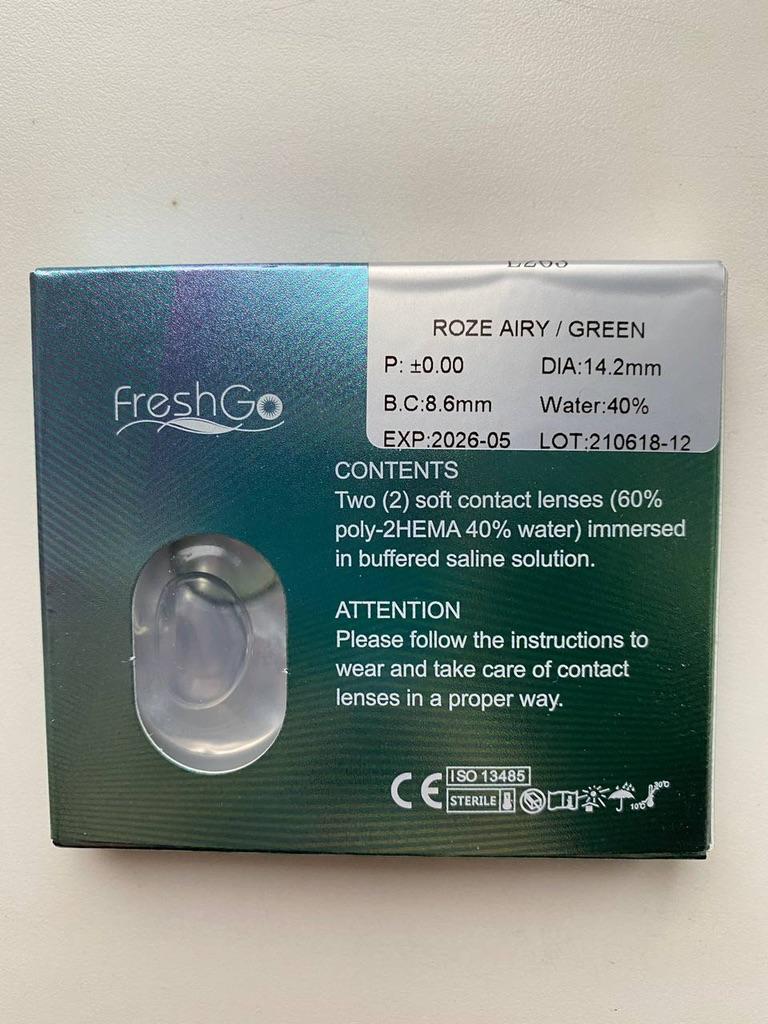 ROZE AIRY / GREEN
P: ±0.00 DIA:14.2mm
B.C:8.6mm Water:40%
EXP:2026-05 LOT:210618-12
FreshGo
CONTENTS
Two (2) soft contact lenses (60%
poly-2HEMA 40% water) immersed
in buffered saline solution.
ATTENTION
Please follow the instructions to
wear and take care of contact
lenses in a proper way.
CE ISO 13485
STERILE
10°C 30°C